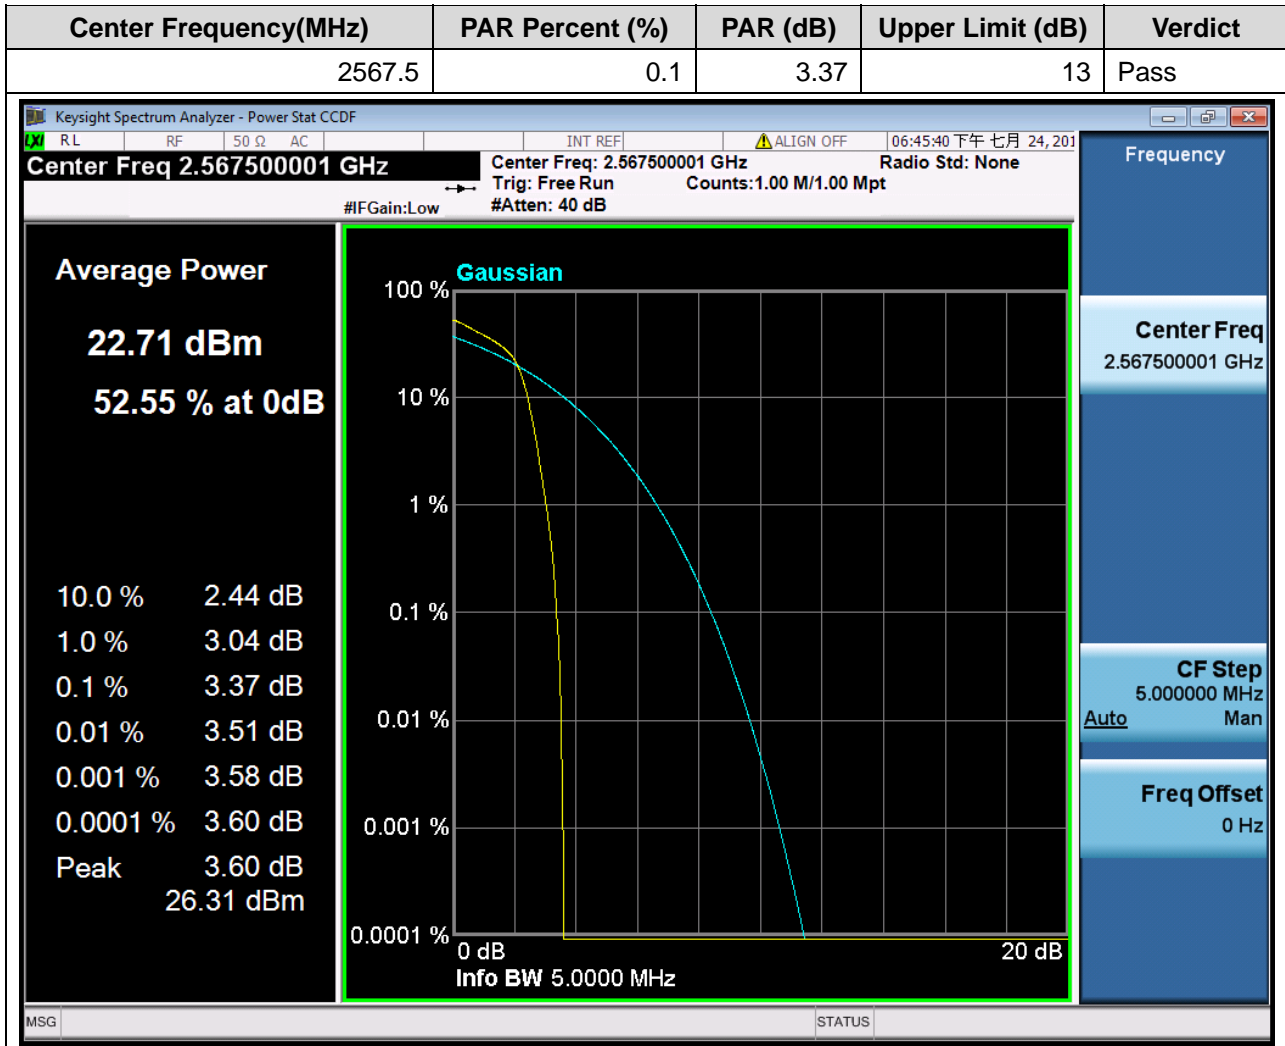 Center Frequency(MHz) PAR Percent (%) PAR (dB) Upper Limit (dB) Verdict
2567.5 0.1 3.37 13 Pass
Keysight Spectrum Analyzer - Power Stat CCDF
LXI RL RF 50 Ω AC INT REF ALIGN OFF 06:45:40 下午 七月 24, 201
Center Freq 2.567500001 GHz
#IFGain:Low
Center Freq: 2.567500001 GHz Radio Std: None
Trig: Free Run Counts:1.00 M/1.00 Mpt
#Atten: 40 dB
Average Power
22.71 dBm
52.55 % at 0dB
10.0 % 2.44 dB
1.0 % 3.04 dB
0.1 % 3.37 dB
0.01 % 3.51 dB
0.001 % 3.58 dB
0.0001 % 3.60 dB
Peak 3.60 dB
26.31 dBm
Gaussian
100 %
10 %
1 %
0.1 %
0.01 %
0.001 %
0.0001 %
0 dB 20 dB
Info BW 5.0000 MHz
Frequency
Center Freq
2.567500001 GHz
CF Step
5.000000 MHz
Auto Man
Freq Offset
0 Hz
MSG STATUS